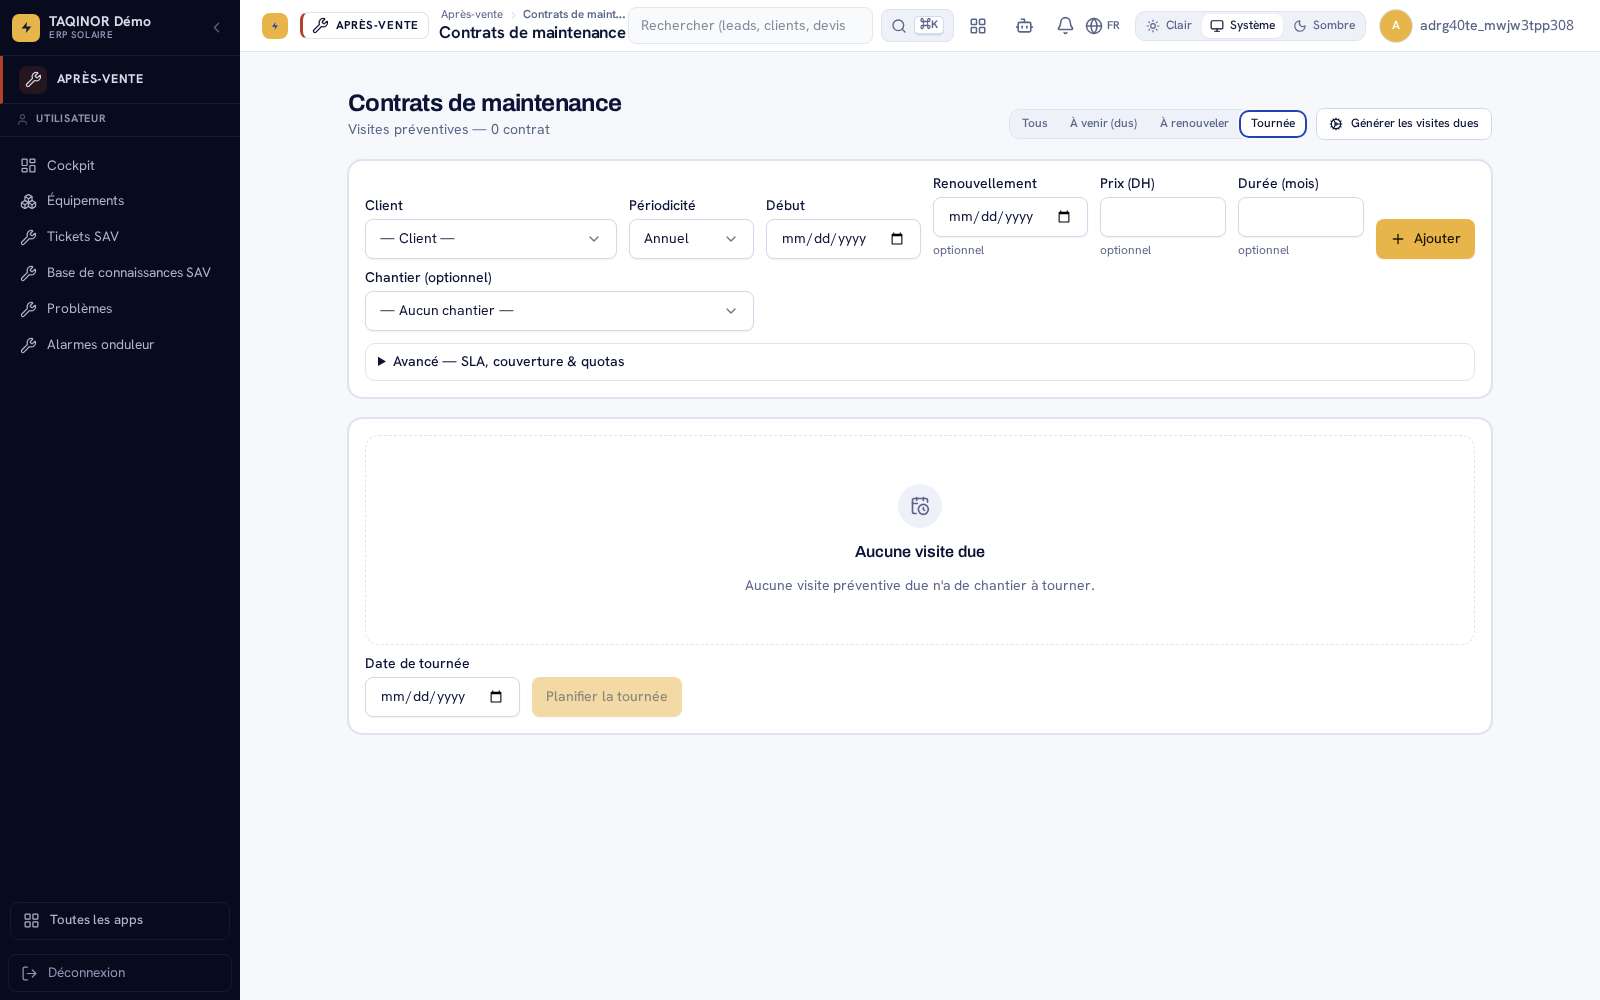 TAQINOR Démo
ERP SOLAIRE
APRÈS-VENTE
UTILISATEUR
Cockpit
Équipements
Tickets SAV
Base de connaissances SAV
Problèmes
Alarmes onduleur
Toutes les apps
Déconnexion
APRÈS-VENTE
Après-vente › Contrats de maint...
Contrats de maintenance
Rechercher (leads, clients, devis
⌘K
FR
Clair
Système
Sombre
A
adrg40te_mwjw3tpp308
Contrats de maintenance
Visites préventives — 0 contrat
Tous
À venir (dus)
À renouveler
Tournée
Générer les visites dues
Client
— Client —
Périodicité
Annuel
Début
mm/dd/yyyy
Renouvellement
mm/dd/yyyy
optionnel
Prix (DH)
optionnel
Durée (mois)
optionnel
Ajouter
Chantier (optionnel)
— Aucun chantier —
Avancé — SLA, couverture & quotas
Aucune visite due
Aucune visite préventive due n'a de chantier à tourner.
Date de tournée
mm/dd/yyyy
Planifier la tournée